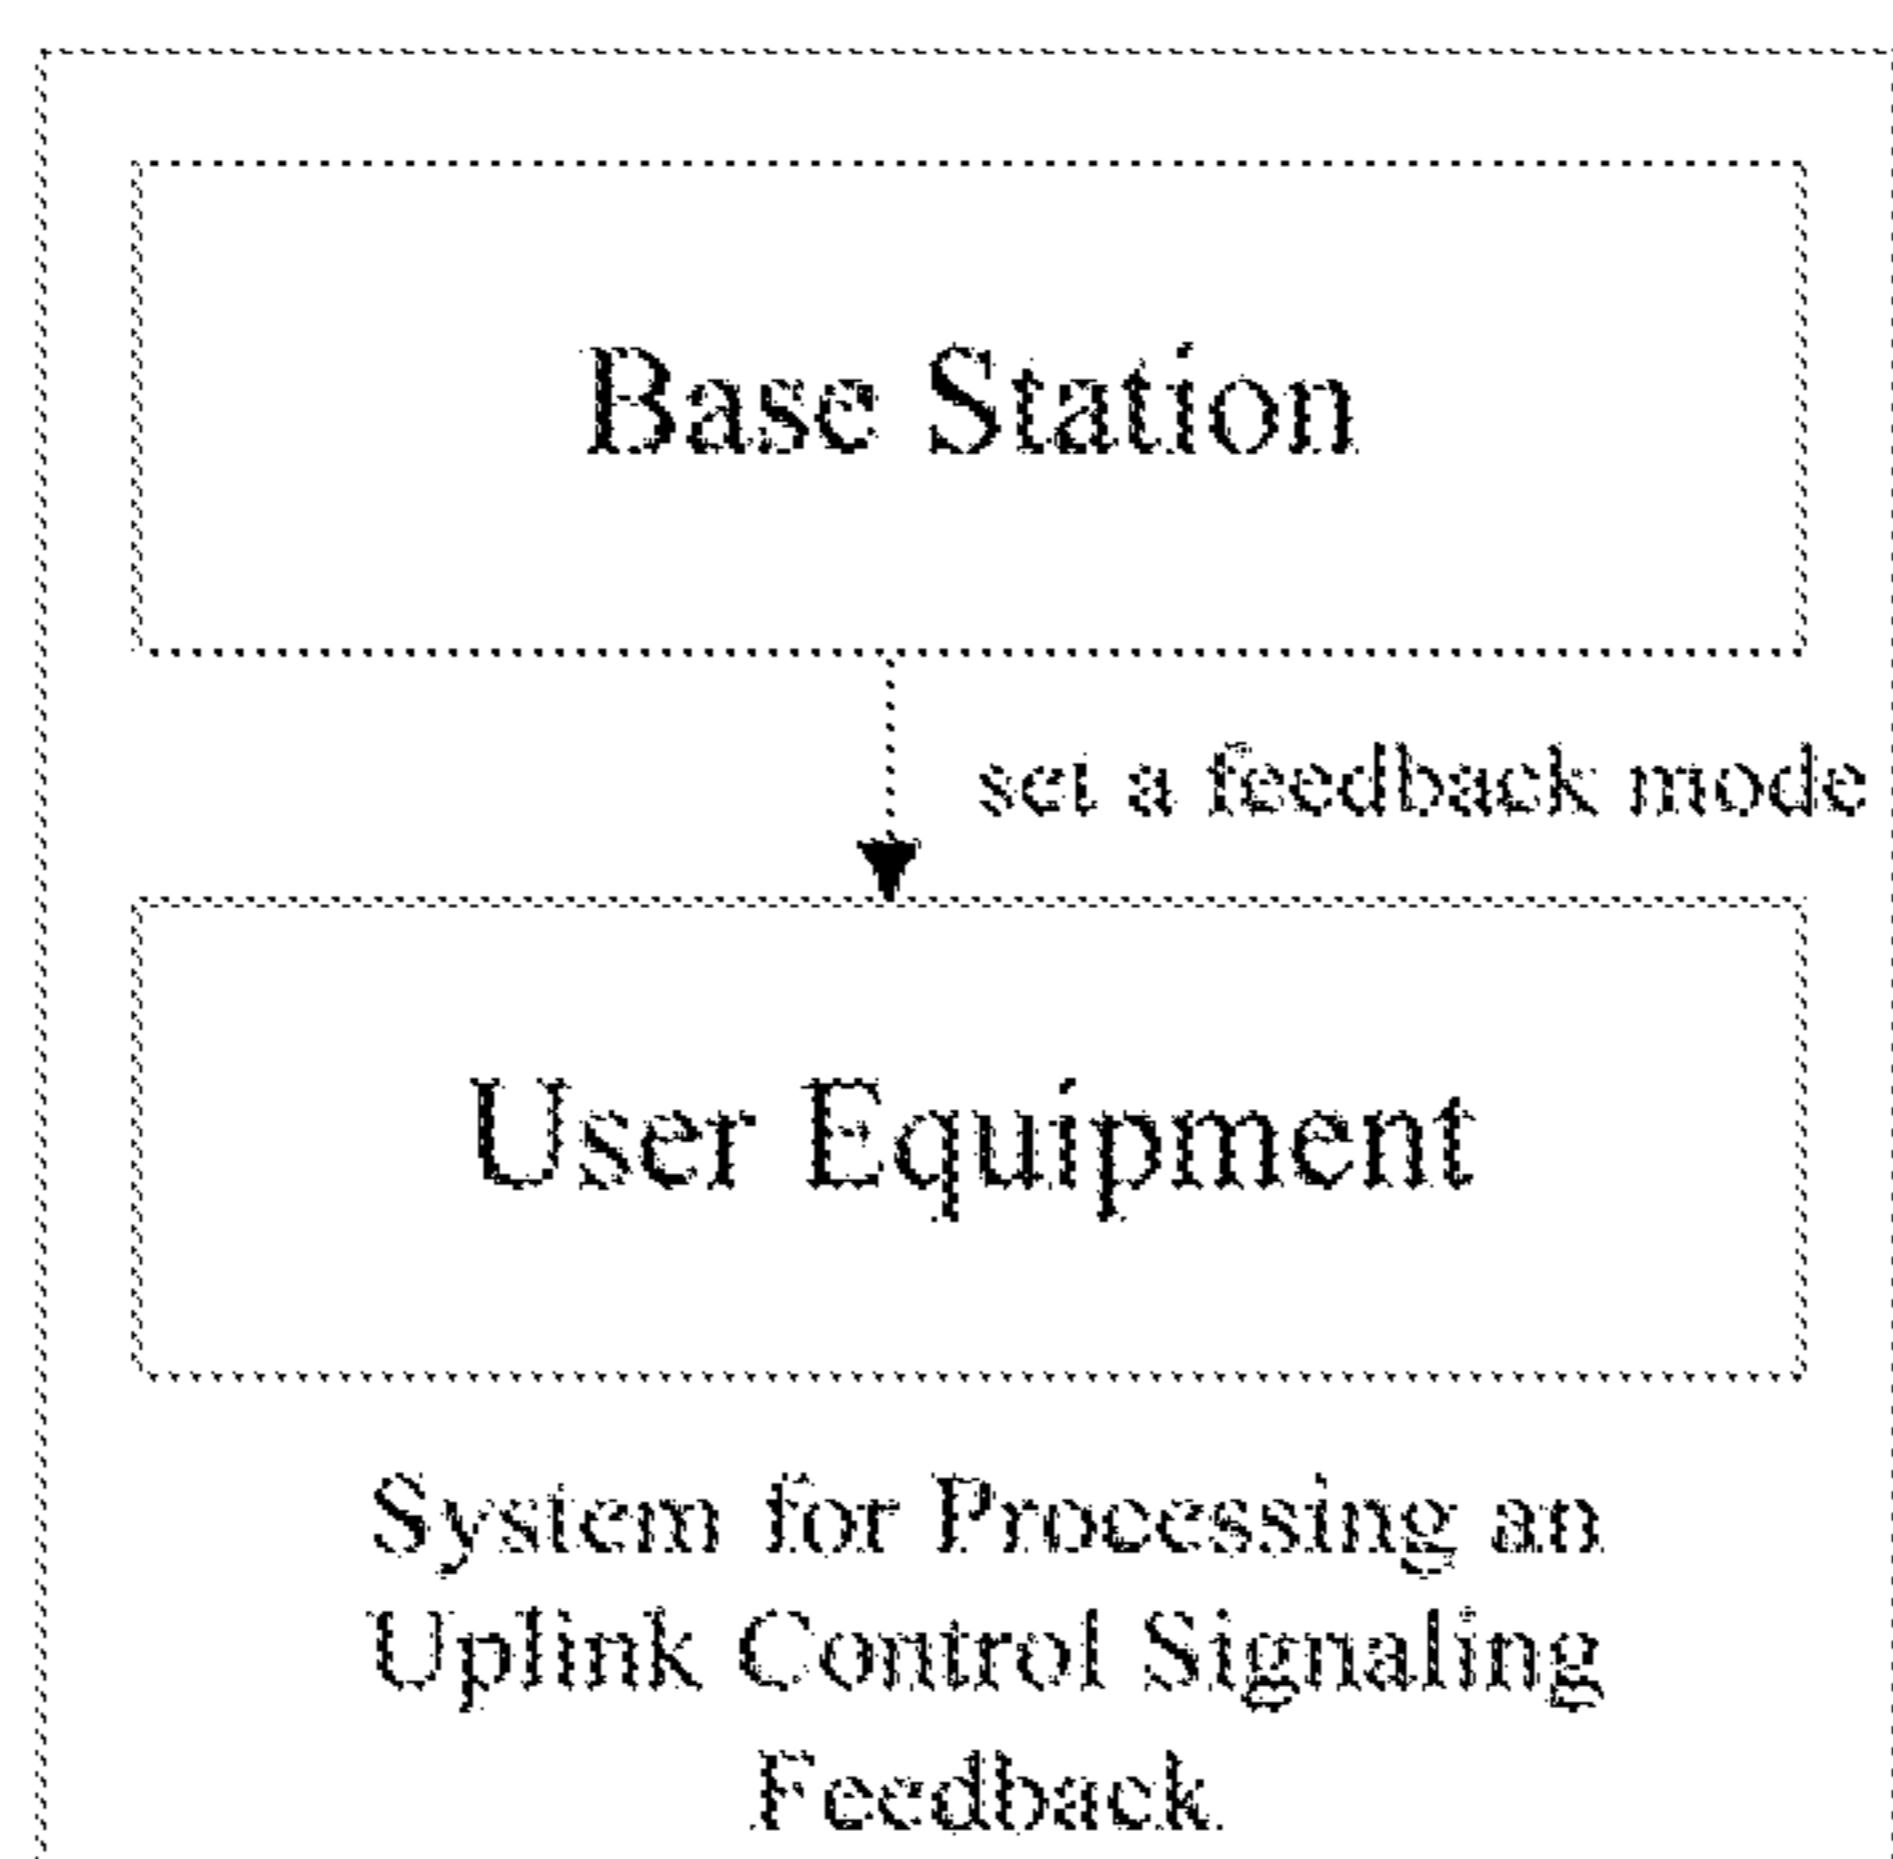 Base Station
set a feedback mode
User Equipment
System for Processing an
Uplink Control Signaling
Feedback